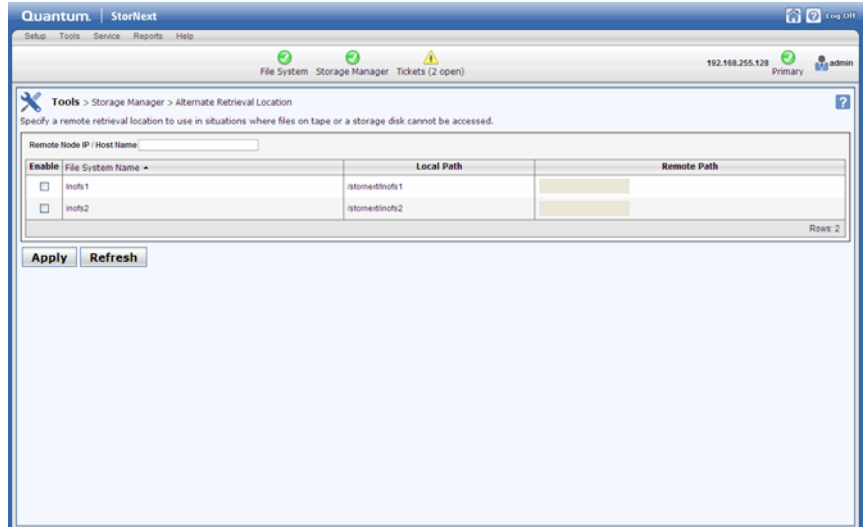 Quantum. | StorNext Log Off
Setup Tools Service Reports Help
File System Storage Manager Tickets (2 open) 192.168.255.128 Primary admin
Tools > Storage Manager > Alternate Retrieval Location
Specify a remote retrieval location to use in situations where files on tape or a storage disk cannot be accessed.
Remote Node IP / Host Name
Enable File System Name Local Path Remote Path
lnofs1 /stornext/lnofs1
inofs2 /stornext/inofs2
Rows: 2
Apply Refresh